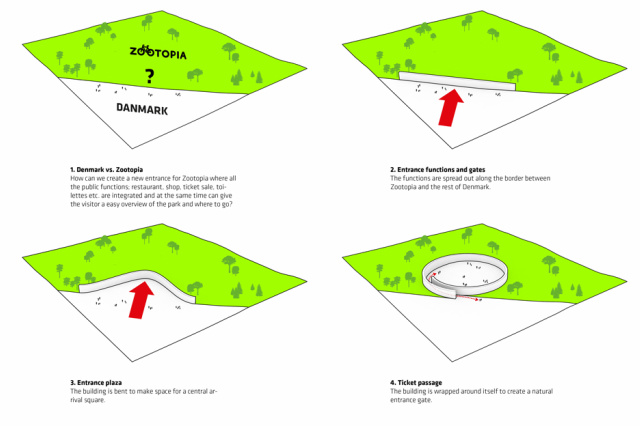 ZOOTOPIA
?
DANMARK
1. Denmark vs. Zootopia
How can we create a new entrance for Zootopia where all
the public functions, restaurant, shop, ticket sale, toi-
lettes etc. are integrated and at the same time can give
the visitor a easy overview of the park and where to go?
2. Entrance functions and gates
The functions are spread out along the border between
Zootopia and the rest of Denmark.
3. Entrance plaza
The building is bent to make space for a central ar-
rival square.
4. Ticket passage
The building is wrapped around itself to create a natural
entrance gate.